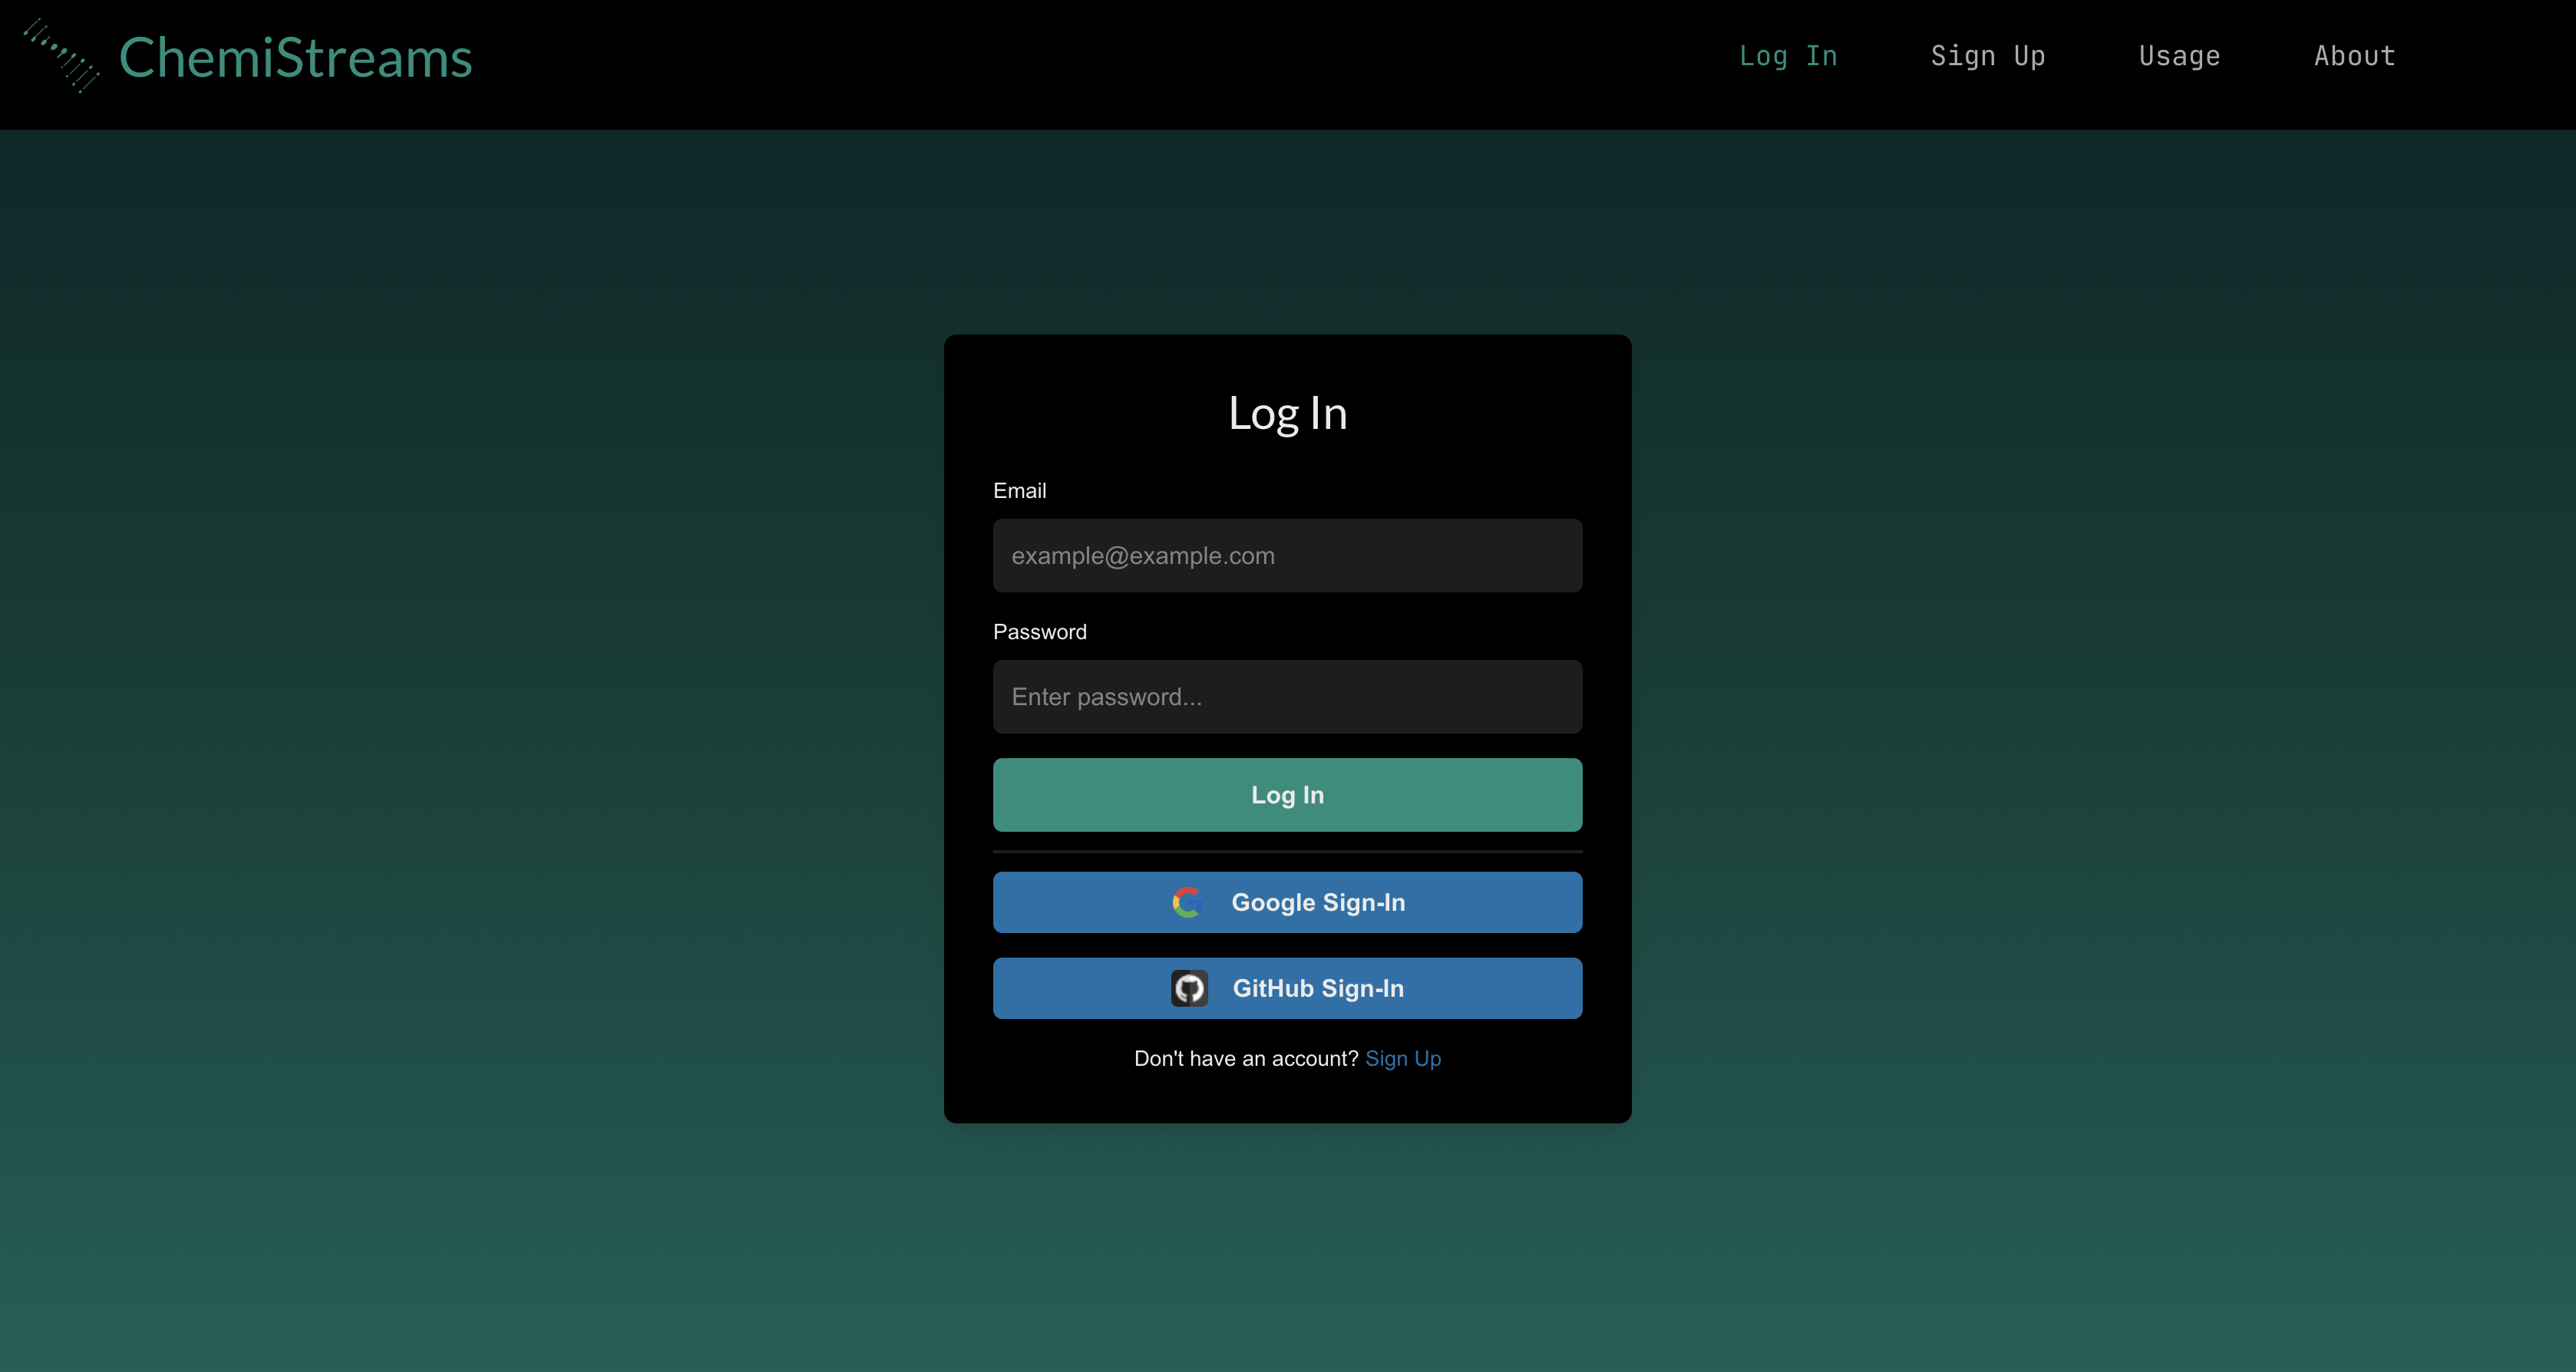 ChemiStreams
Log In
Sign Up
Usage
About
Log In
Email
example@example.com
Password
Enter password...
Log In
Google Sign-In
GitHub Sign-In
Don't have an account? Sign Up